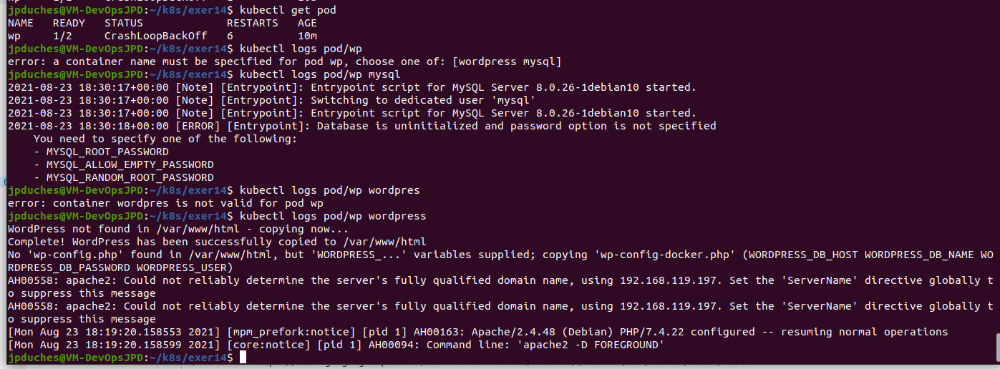 jpduches@VM-DevOpsJPD:~/k8s/exer14$ kubectl get pod
NAME   READY   STATUS             RESTARTS   AGE
wp     1/2     CrashLoopBackOff   6          10m
jpduches@VM-DevOpsJPD:~/k8s/exer14$ kubectl logs pod/wp
error: a container name must be specified for pod wp, choose one of: [wordpress mysql]
jpduches@VM-DevOpsJPD:~/k8s/exer14$ kubectl logs pod/wp mysql
2021-08-23 18:30:17+00:00 [Note] [Entrypoint]: Entrypoint script for MySQL Server 8.0.26-1debian10 started.
2021-08-23 18:30:17+00:00 [Note] [Entrypoint]: Switching to dedicated user 'mysql'
2021-08-23 18:30:17+00:00 [Note] [Entrypoint]: Entrypoint script for MySQL Server 8.0.26-1debian10 started.
2021-08-23 18:30:18+00:00 [ERROR] [Entrypoint]: Database is uninitialized and password option is not specified
    You need to specify one of the following:
    - MYSQL_ROOT_PASSWORD
    - MYSQL_ALLOW_EMPTY_PASSWORD
    - MYSQL_RANDOM_ROOT_PASSWORD
jpduches@VM-DevOpsJPD:~/k8s/exer14$ kubectl logs pod/wp wordpres
error: container wordpres is not valid for pod wp
jpduches@VM-DevOpsJPD:~/k8s/exer14$ kubectl logs pod/wp wordpress
WordPress not found in /var/www/html - copying now...
Complete! WordPress has been successfully copied to /var/www/html
No 'wp-config.php' found in /var/www/html, but 'WORDPRESS_...' variables supplied; copying 'wp-config-docker.php' (WORDPRESS_DB_HOST WORDPRESS_DB_NAME WO
RDPRESS_DB_PASSWORD WORDPRESS_USER)
AH00558: apache2: Could not reliably determine the server's fully qualified domain name, using 192.168.119.197. Set the 'ServerName' directive globally t
o suppress this message
AH00558: apache2: Could not reliably determine the server's fully qualified domain name, using 192.168.119.197. Set the 'ServerName' directive globally t
o suppress this message
[Mon Aug 23 18:19:20.158553 2021] [mpm_prefork:notice] [pid 1] AH00163: Apache/2.4.48 (Debian) PHP/7.4.22 configured -- resuming normal operations
[Mon Aug 23 18:19:20.158599 2021] [core:notice] [pid 1] AH00094: Command line: 'apache2 -D FOREGROUND'
jpduches@VM-DevOpsJPD:~/k8s/exer14$